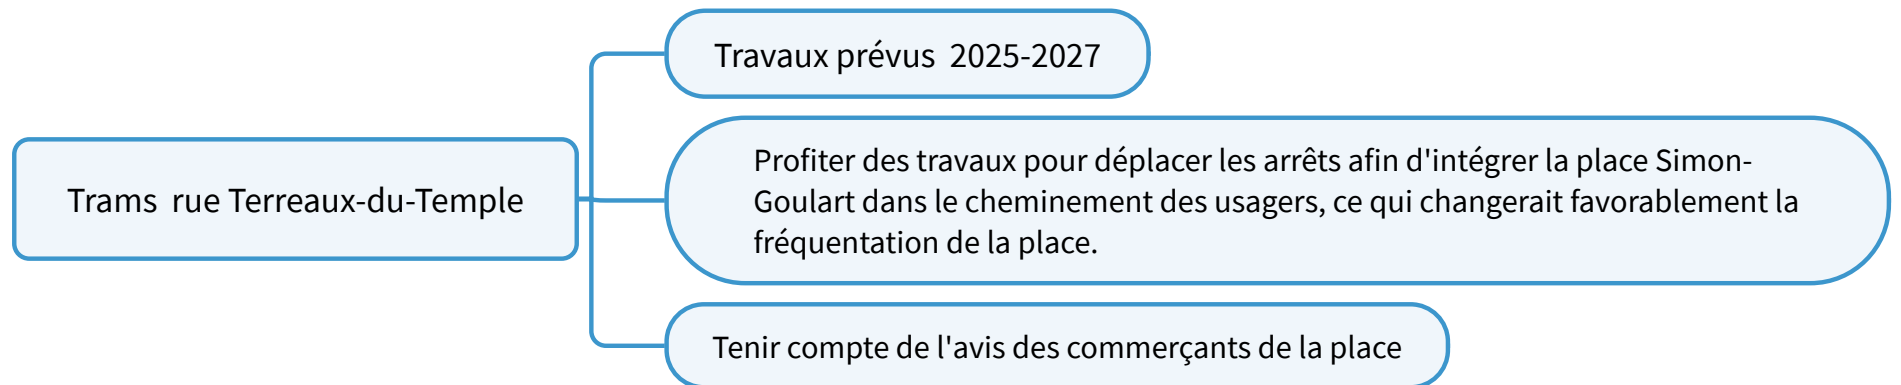 Travaux prévus  2025-2027
Trams  rue Terreaux-du-Temple
Profiter des travaux pour déplacer les arrêts afin d'intégrer la place Simon-
Goulart dans le cheminement des usagers, ce qui changerait favorablement la
fréquentation de la place.
Tenir compte de l'avis des commerçants de la place